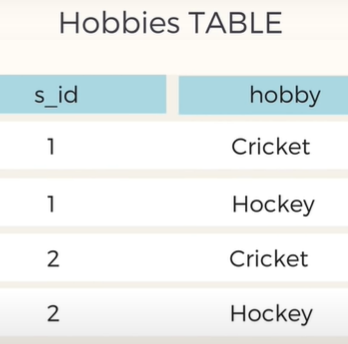 Hobbies TABLE
s_id hobby
1 Cricket
1 Hockey
2 Cricket
2 Hockey